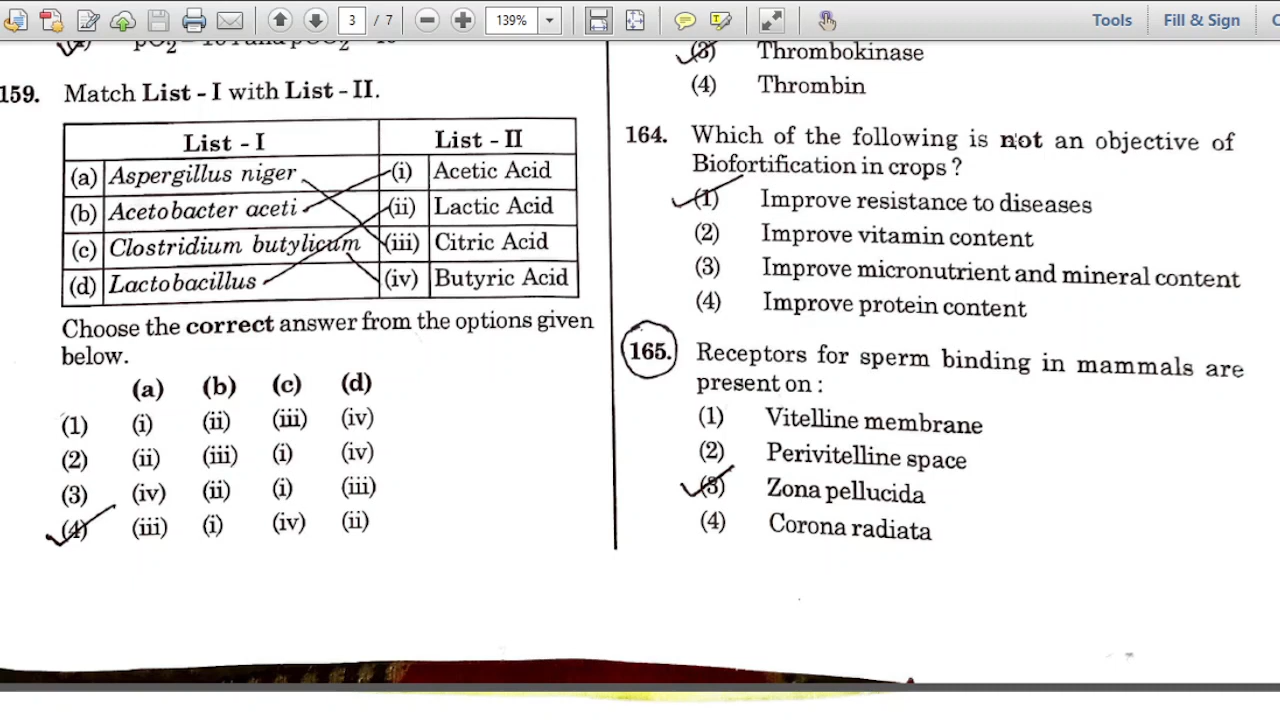 3 / 7
139%
Tools
Fill & Sign
159. Match List - I with List - II.
List - I List - II
(a) Aspergillus niger (i) Acetic Acid
(b) Acetobacter aceti (ii) Lactic Acid
(c) Clostridium butylicum (iii) Citric Acid
(d) Lactobacillus (iv) Butyric Acid
Choose the correct answer from the options given
below.
(a) (b) (c) (d)
(1) (i) (ii) (iii) (iv)
(2) (ii) (iii) (i) (iv)
(3) (iv) (ii) (i) (iii)
(4) (iii) (i) (iv) (ii)
(3) Thrombokinase
(4) Thrombin
164. Which of the following is not an objective of
Biofortification in crops ?
(1) Improve resistance to diseases
(2) Improve vitamin content
(3) Improve micronutrient and mineral content
(4) Improve protein content
165. Receptors for sperm binding in mammals are
present on :
(1) Vitelline membrane
(2) Perivitelline space
(3) Zona pellucida
(4) Corona radiata